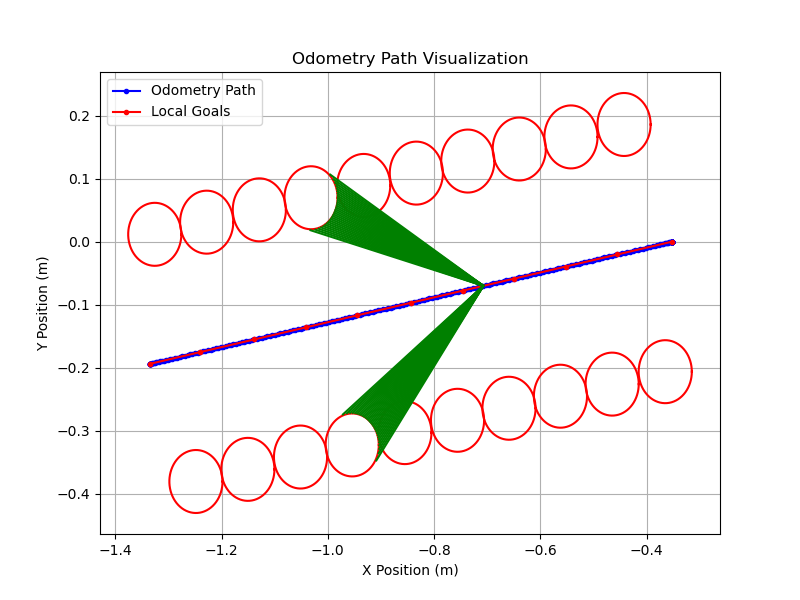 Odometry Path Visualization
Odometry Path
Local Goals
Y Position (m)
0.2
0.1
0.0
−0.1
−0.2
−0.3
−0.4
−1.4 −1.2 −1.0 −0.8 −0.6 −0.4
X Position (m)